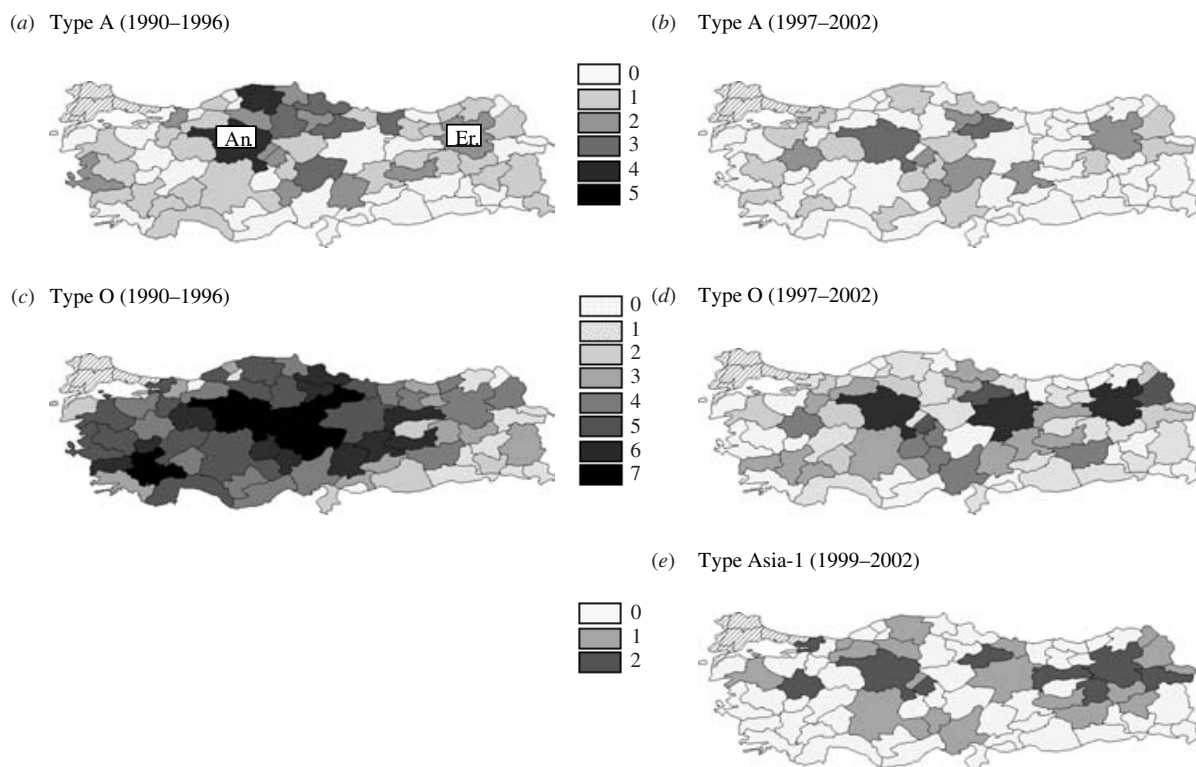 (a) Type A (1990–1996)
(b) Type A (1997–2002)
An.
Er.
0
1
2
3
4
5
(c) Type O (1990–1996)
(d) Type O (1997–2002)
0
1
2
3
4
5
6
7
(e) Type Asia-1 (1999–2002)
0
1
2